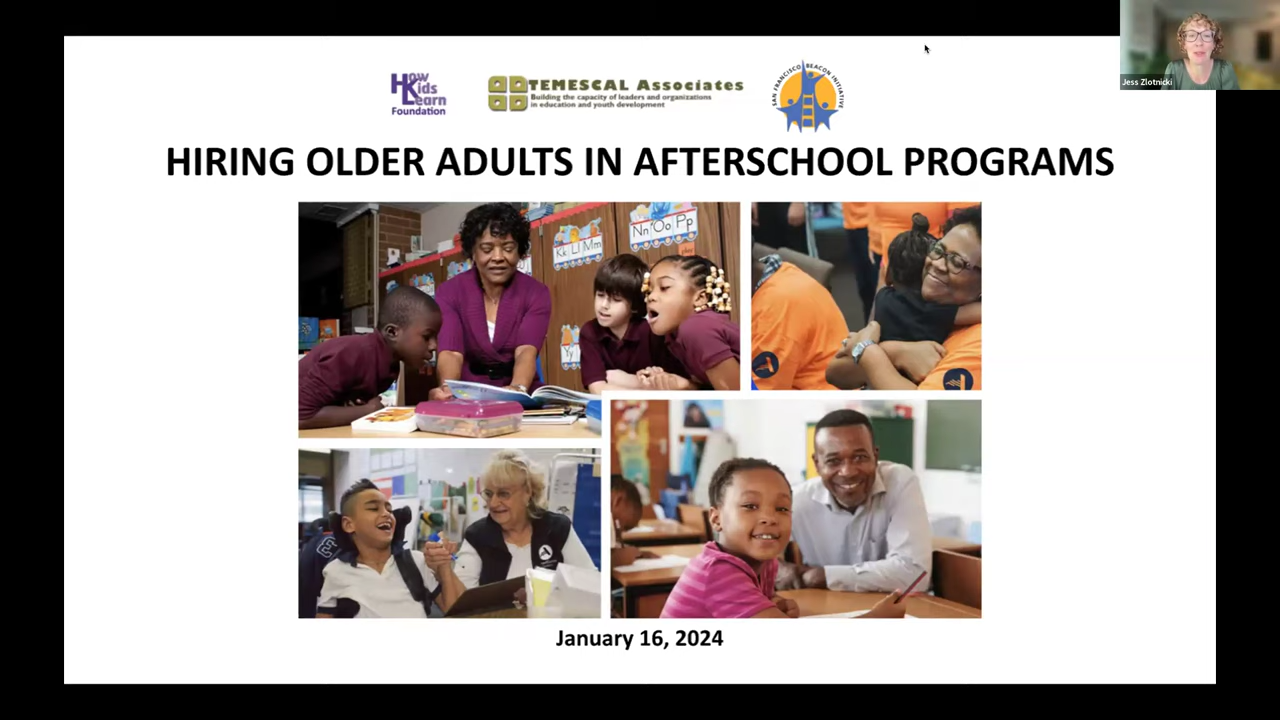 How
Kids
Learn
Foundation
TEMESCAL Associates
Building the capacity of leaders and organizations
in education and youth development
SAN FRANCISCO BEACON INITIATIVE
Jess Zlotnicki
HIRING OLDER ADULTS IN AFTERSCHOOL PROGRAMS
Kk Ll Mm
Nn Oo Pp
Yy
January 16, 2024